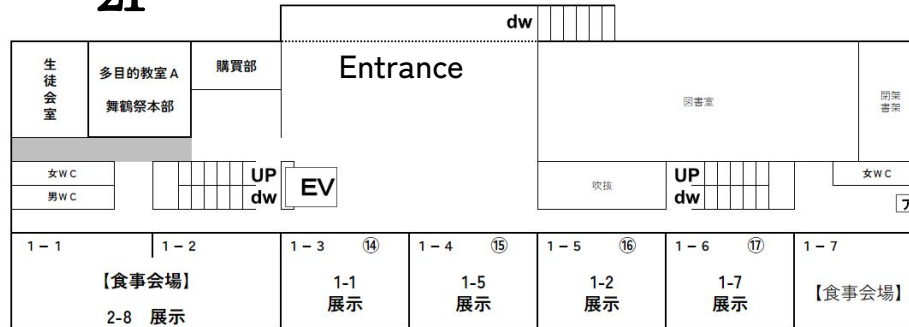 dw
Entrance
生徒会室
多目的教室A
舞鶴祭本部
購買部
図書室
閉架
書架
女WC
男WC
UP
dw
EV
吹抜
UP
dw
女WC
1－1
1－2
【食事会場】
2-8 展示
1－3 ⑭
1-1
展示
1－4 ⑮
1-5
展示
1－5 ⑯
1-2
展示
1－6 ⑰
1-7
展示
1－7
【食事会場】